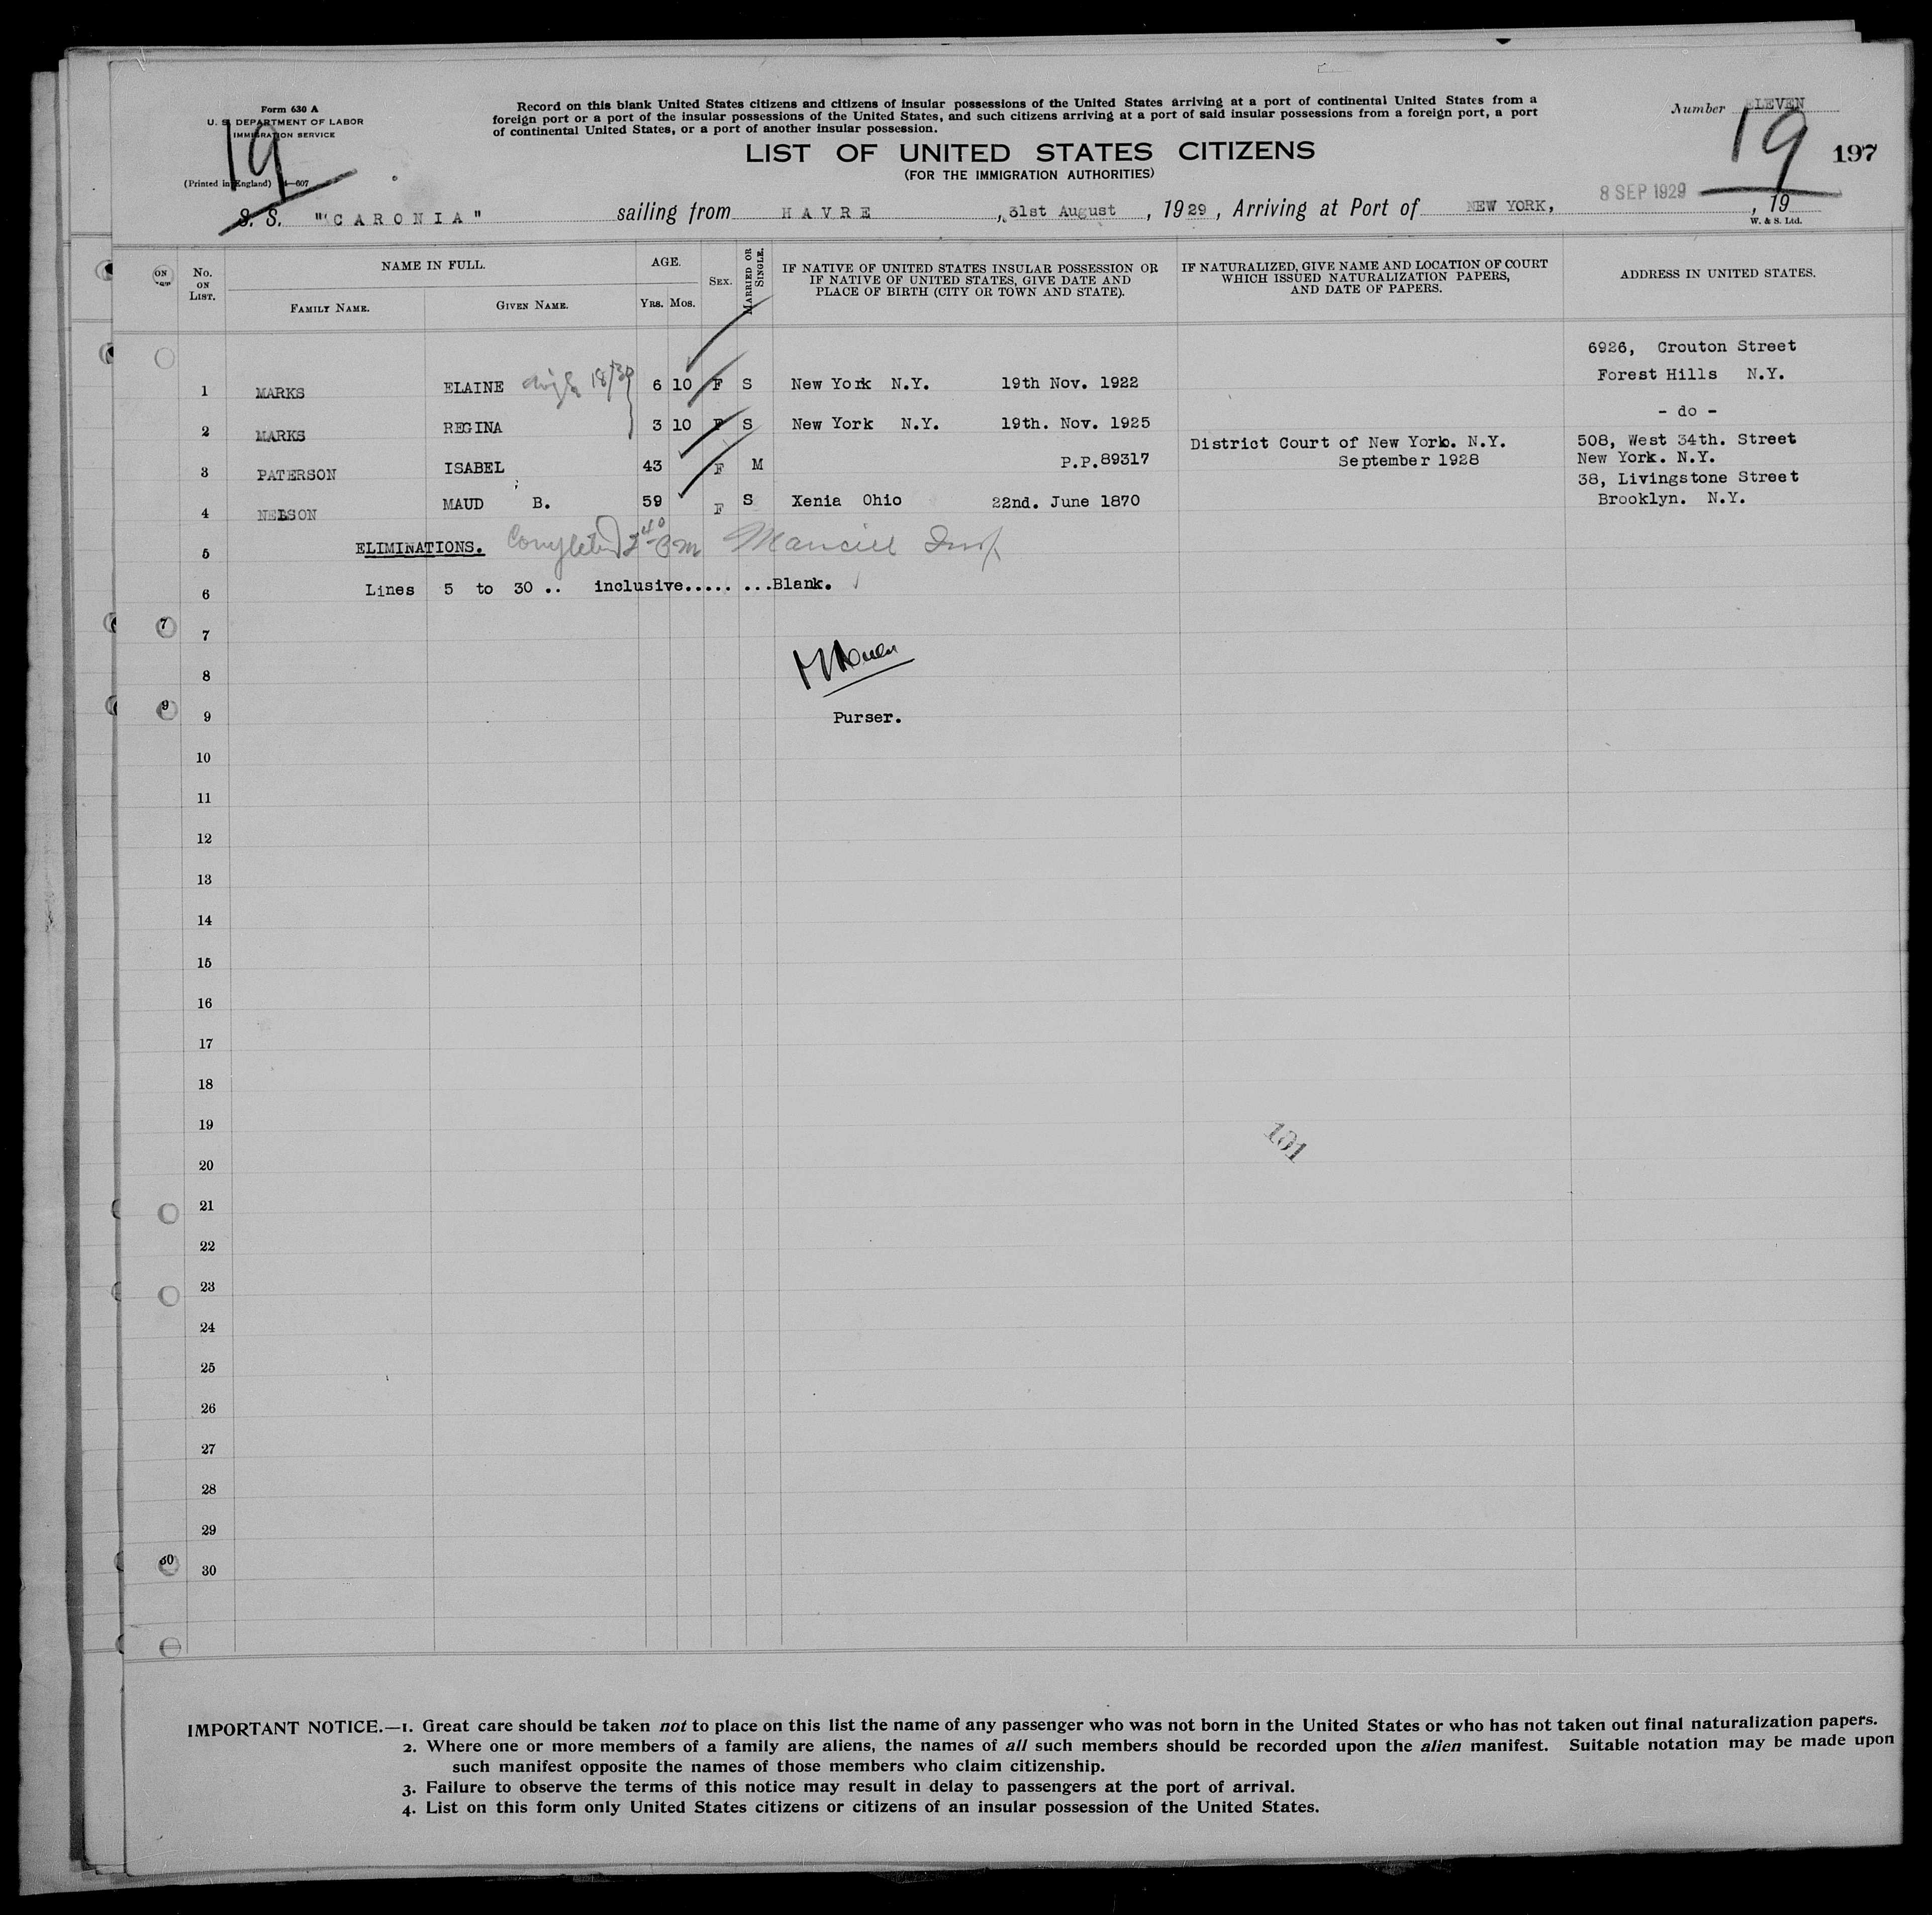 Form 630 A
U. S. DEPARTMENT OF LABOR
IMMIGRATION SERVICE
(Printed in England) 14—607
19
Record on this blank United States citizens and citizens of insular possessions of the United States arriving at a port of continental United States from a
foreign port or a port of the insular possessions of the United States, and such citizens arriving at a port of said insular possessions from a foreign port, a port
of continental United States, or a port of another insular possession.
Number ELEVEN
19 197
LIST OF UNITED STATES CITIZENS
(FOR THE IMMIGRATION AUTHORITIES)
S. S. "CARONIA" sailing from HAVRE, 31st August, 1929, Arriving at Port of NEW YORK, 8 SEP 1929, 19
W. & S. Ltd.
ON No. ON LIST. NAME IN FULL. FAMILY NAME. GIVEN NAME. AGE. YRS. MOS. SEX. MARRIED OR SINGLE. IF NATIVE OF UNITED STATES INSULAR POSSESSION OR IF NATIVE OF UNITED STATES, GIVE DATE AND PLACE OF BIRTH (CITY OR TOWN AND STATE). IF NATURALIZED, GIVE NAME AND LOCATION OF COURT WHICH ISSUED NATURALIZATION PAPERS, AND DATE OF PAPERS. ADDRESS IN UNITED STATES.
6926, Crouton Street
1 MARKS ELAINE 18/30 6 10 F S New York N.Y. 19th Nov. 1922 Forest Hills N.Y.
2 MARKS REGINA 3 10 F S New York N.Y. 19th. Nov. 1925 - do -
District Court of New York. N.Y. 508, West 34th. Street
3 PATERSON ISABEL 43 F M P.P.89317 September 1928 New York. N.Y.
38, Livingstone Street
4 NELSON MAUD B. 59 F S Xenia Ohio 22nd. June 1870 Brooklyn. N.Y.
5 ELIMINATIONS. Completed 2 40 PM
6 Lines 5 to 30 .. inclusive..... ...Blank.
7 7
8
9 9 Purser.
10
11
12
13
14
15
16
17
18
19
101
20
21
22
23
24
25
26
27
28
29
30 30
IMPORTANT NOTICE.—1. Great care should be taken not to place on this list the name of any passenger who was not born in the United States or who has not taken out final naturalization papers.
2. Where one or more members of a family are aliens, the names of all such members should be recorded upon the alien manifest. Suitable notation may be made upon
such manifest opposite the names of those members who claim citizenship.
3. Failure to observe the terms of this notice may result in delay to passengers at the port of arrival.
4. List on this form only United States citizens or citizens of an insular possession of the United States.